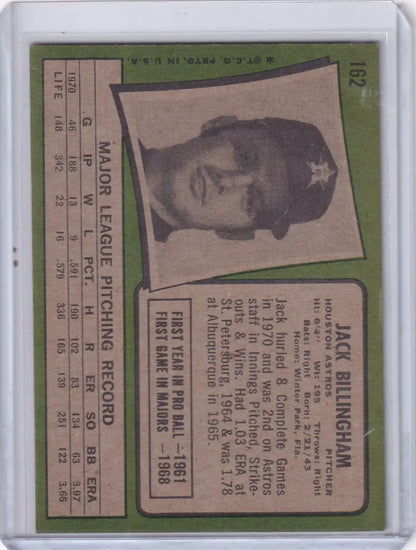 162
JACK BILLINGHAM
HOUSTON ASTROS PITCHER
Ht: 6'4" Wt: 195 Throws: Right
Bats: Right Born: 2/21/43
Home: Winter Park, Fla.
Jack hurled 8 Complete Games
in 1970 and was 2nd on Astros
staff in Innings Pitched, Strike-
outs & Wins. Had 1.03 ERA at
St. Petersburg, 1964 & was 1.78
at Albuquerque in 1965.
FIRST YEAR IN PRO BALL —1961
FIRST GAME IN MAJORS —1968
MAJOR LEAGUE PITCHING RECORD
G IP W L PCT. H R ER SO BB ERA
1970 46 188 13 9 .591 190 102 83 134 63 3.97
LIFE 148 342 22 16 .579 336 165 139 251 122 3.66
*©T.C.G. PRTD. IN U.S.A.